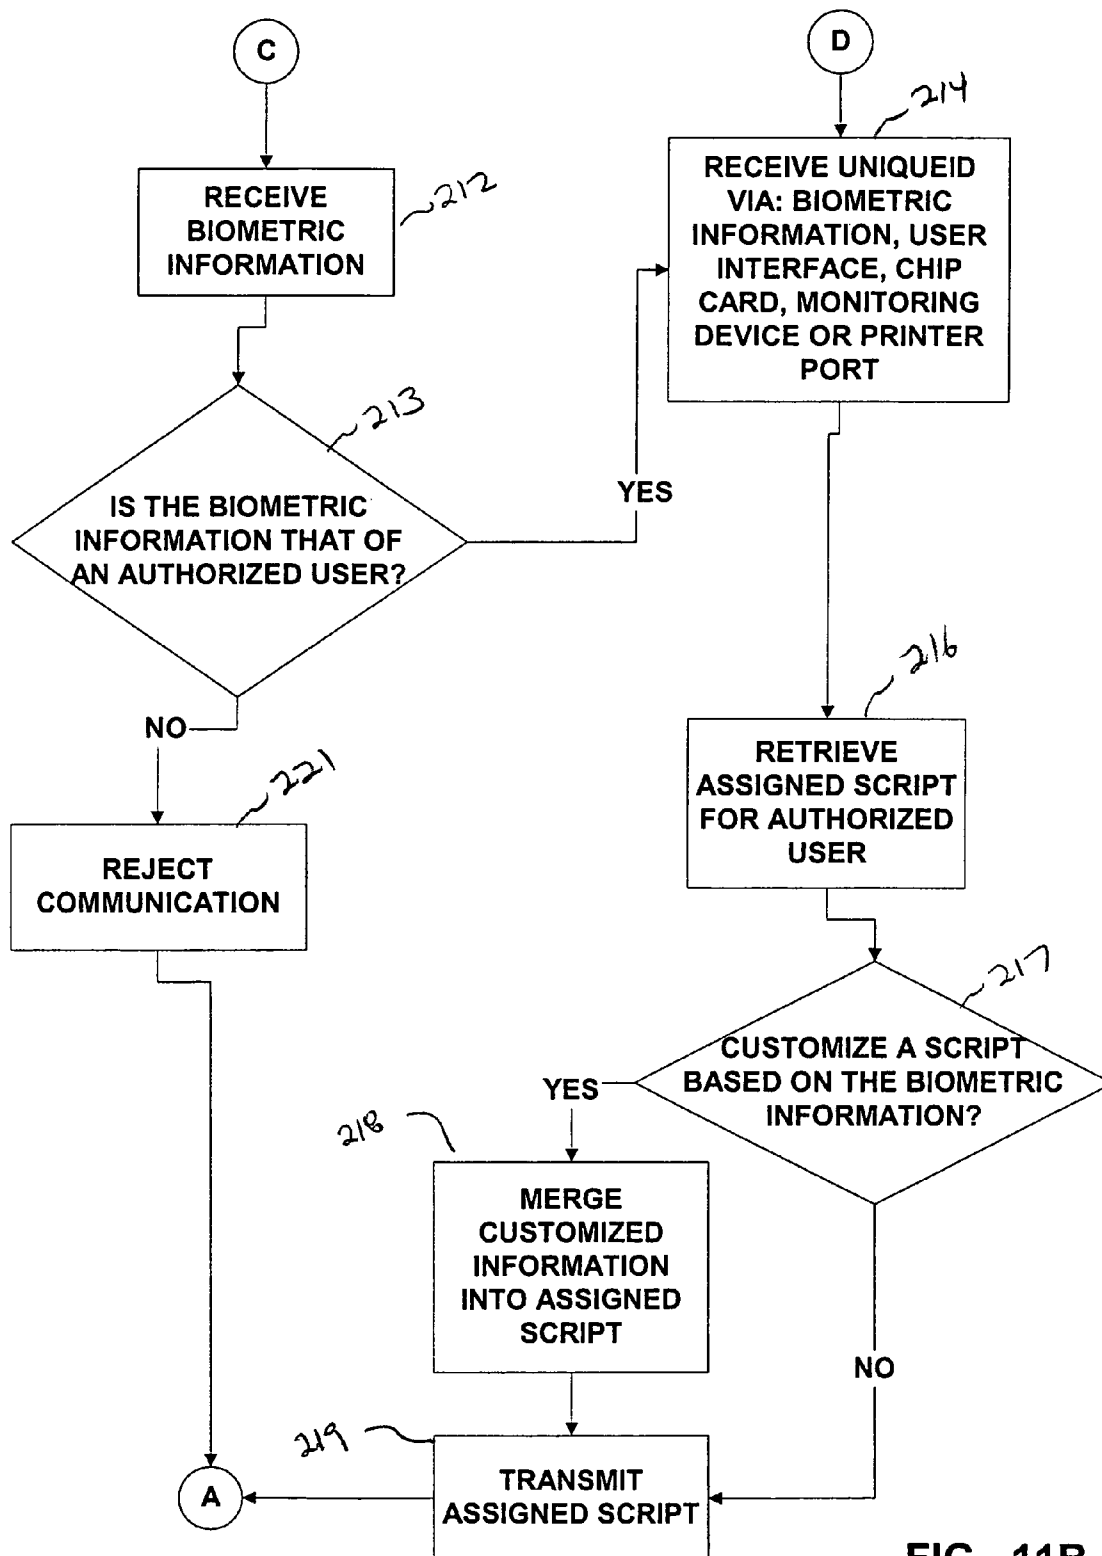 C
D
214
RECEIVE UNIQUEID
VIA: BIOMETRIC
INFORMATION, USER
INTERFACE, CHIP
CARD, MONITORING
DEVICE OR PRINTER
PORT
RECEIVE
BIOMETRIC
INFORMATION
212
213
IS THE BIOMETRIC
INFORMATION THAT OF
AN AUTHORIZED USER?
YES
NO
221
REJECT
COMMUNICATION
216
RETRIEVE
ASSIGNED SCRIPT
FOR AUTHORIZED
USER
217
CUSTOMIZE A SCRIPT
BASED ON THE BIOMETRIC
INFORMATION?
YES
218
MERGE
CUSTOMIZED
INFORMATION
INTO ASSIGNED
SCRIPT
NO
219
TRANSMIT
ASSIGNED SCRIPT
A
FIG. 11B